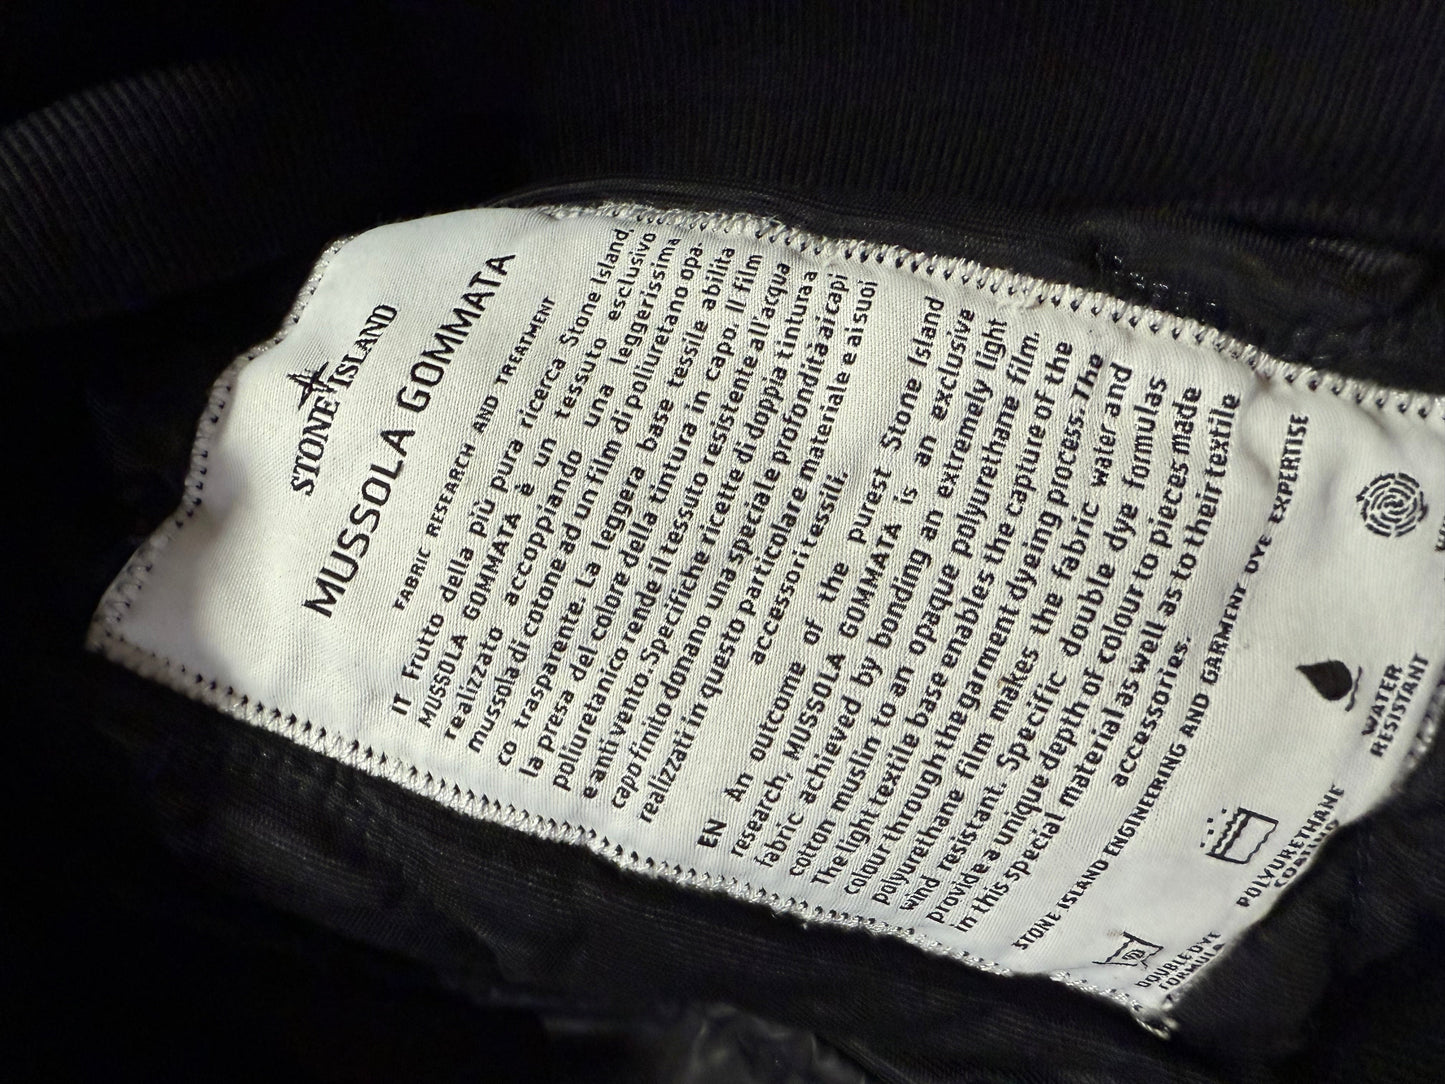 STONE ISLAND
MUSSOLA GOMMATA
FABRIC RESEARCH AND TREATMENT
IT Frutto della più pura ricerca Stone Island,
MUSSOLA GOMMATA è un tessuto esclusivo
realizzato accoppiando una leggerissima
mussola di cotone ad un film di poliuretano opa-
co trasparente. La leggera base tessile abilita
la presa del colore della tintura in capo. Il film
poliuretanico rende il tessuto resistente all'acqua
e anti vento. Specifiche ricette di doppia tintura a
capo finito donano una speciale profondità ai capi
realizzati in questo particolare materiale e ai suoi
accessori tessili.
EN An outcome of the purest Stone Island
research, MUSSOLA GOMMATA is an exclusive
fabric achieved by bonding an extremely light
cotton muslin to an opaque polyurethane film.
The light textile base enables the capture of the
colour through the garment dyeing process. The
polyurethane film makes the fabric water and
wind resistant. Specific double dye formulas
provide a unique depth of colour to pieces made
in this special material as well as to their textile
accessories.
STONE ISLAND ENGINEERING AND GARMENT DYE EXPERTISE
DOUBLE DYE
FORMULA
POLYURETHANE
COATING
WATER
RESISTANT